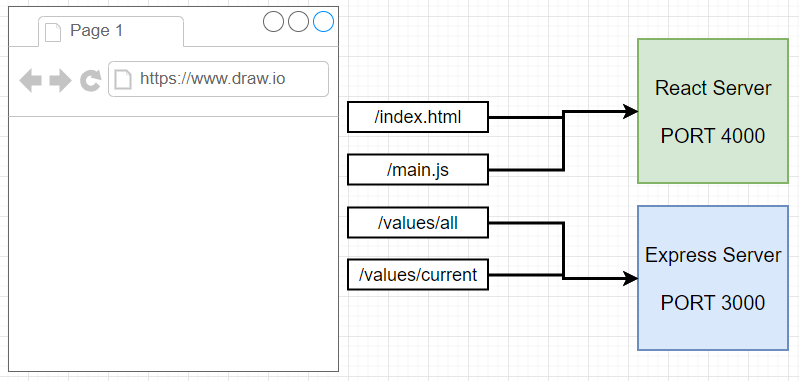 Page 1
https://www.draw.io
/index.html
/main.js
/values/all
/values/current
React Server
PORT 4000
Express Server
PORT 3000